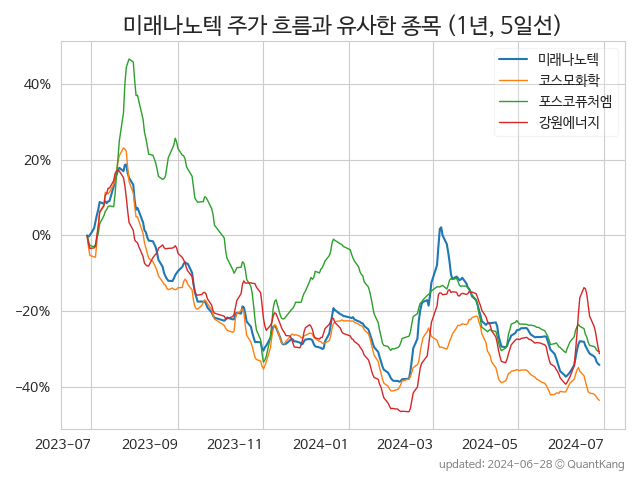 미래나노텍 주가 흐름과 유사한 종목 (1년, 5일선)
미래나노텍
코스모화학
포스코퓨처엠
강원에너지
40%
20%
0%
−20%
−40%
2023-07
2023-09
2023-11
2024-01
2024-03
2024-05
2024-07
updated: 2024-06-28 © QuantKang